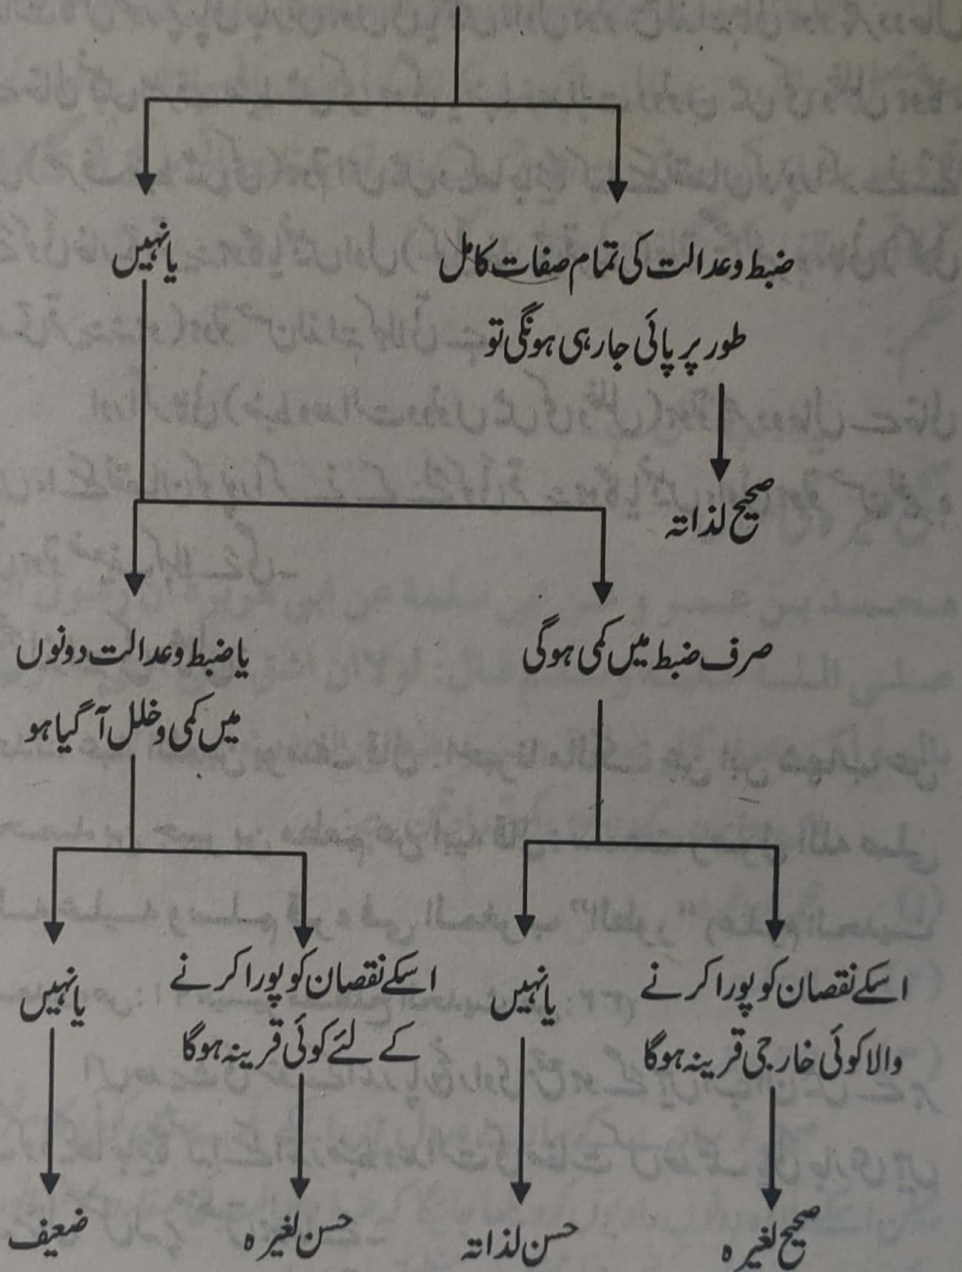 ضبط وعدالت کی تمام صفات کامل
طور پر پائی جارہی ہونگی تو
یا نہیں
صحیح لذاتہ
صرف ضبط میں کمی ہوگی
یا ضبط وعدالت دونوں
میں کمی وخلل آ گیا ہو
اسکے نقصان کو پورا کرنے
والا کوئی خارجی قرینہ ہوگا
یا نہیں
اسکے نقصان کو پورا کرنے
کے لئے کوئی قرینہ ہوگا
یا نہیں
صحیح لغیرہ
حسن لذاتہ
حسن لغیرہ
ضعیف